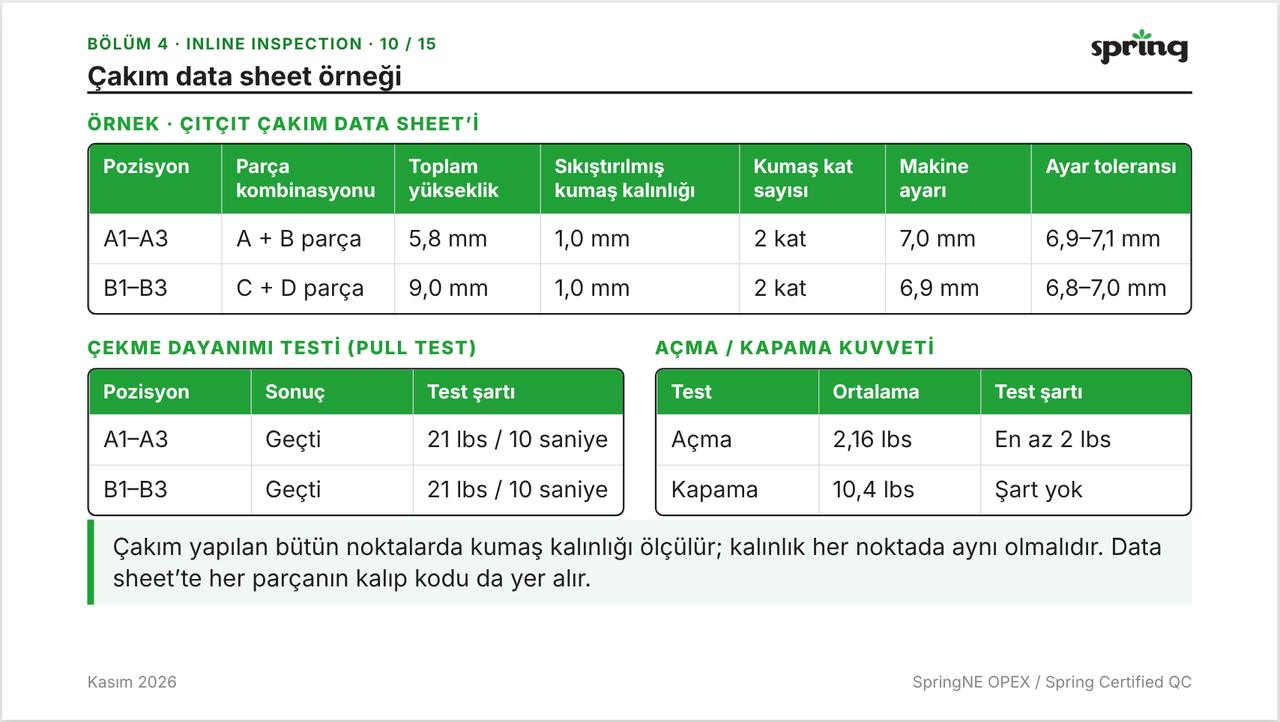 BÖLÜM 4 · INLINE INSPECTION · 10 / 15
spring
Çakım data sheet örneği
ÖRNEK · ÇITÇIT ÇAKIM DATA SHEET’İ
Pozisyon Parça kombinasyonu Toplam yükseklik Sıkıştırılmış kumaş kalınlığı Kumaş kat sayısı Makine ayarı Ayar toleransı
A1–A3 A + B parça 5,8 mm 1,0 mm 2 kat 7,0 mm 6,9–7,1 mm
B1–B3 C + D parça 9,0 mm 1,0 mm 2 kat 6,9 mm 6,8–7,0 mm
ÇEKME DAYANIMI TESTİ (PULL TEST)
Pozisyon Sonuç Test şartı
A1–A3 Geçti 21 lbs / 10 saniye
B1–B3 Geçti 21 lbs / 10 saniye
AÇMA / KAPAMA KUVVETİ
Test Ortalama Test şartı
Açma 2,16 lbs En az 2 lbs
Kapama 10,4 lbs Şart yok
Çakım yapılan bütün noktalarda kumaş kalınlığı ölçülür; kalınlık her noktada aynı olmalıdır. Data
sheet’te her parçanın kalıp kodu da yer alır.
Kasım 2026
SpringNE OPEX / Spring Certified QC